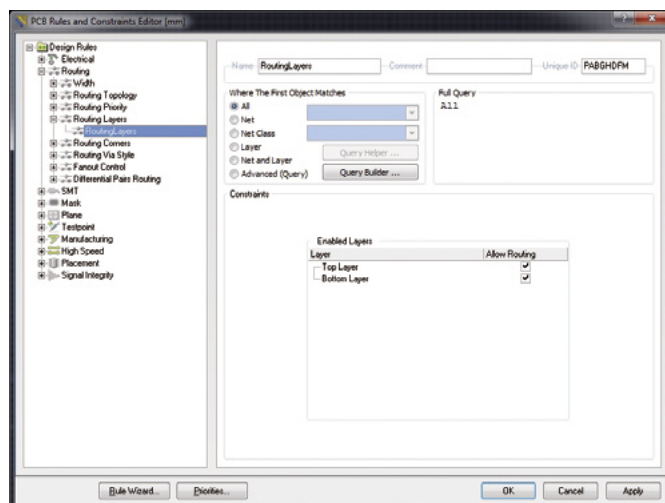 PCB Rules and Constraints Editor [mm]
Design Rules
Electrical
Routing
Width
Routing Topology
Routing Priority
Routing Layers
RoutingLayers
Routing Corners
Routing Via Style
Fanout Control
Differential Pairs Routing
SMT
Mask
Plane
Testpoint
Manufacturing
High Speed
Placement
Signal Integrity
Name RoutingLayers Comment Unique ID PABGHDFM
Where The First Object Matches
All
Net
Net Class
Layer
Net and Layer
Advanced (Query)
Query Helper ...
Query Builder ...
Full Query
All
Constraints
Enabled Layers
Layer Allow Routing
Top Layer
Bottom Layer
Rule Wizard... Priorities... OK Cancel Apply